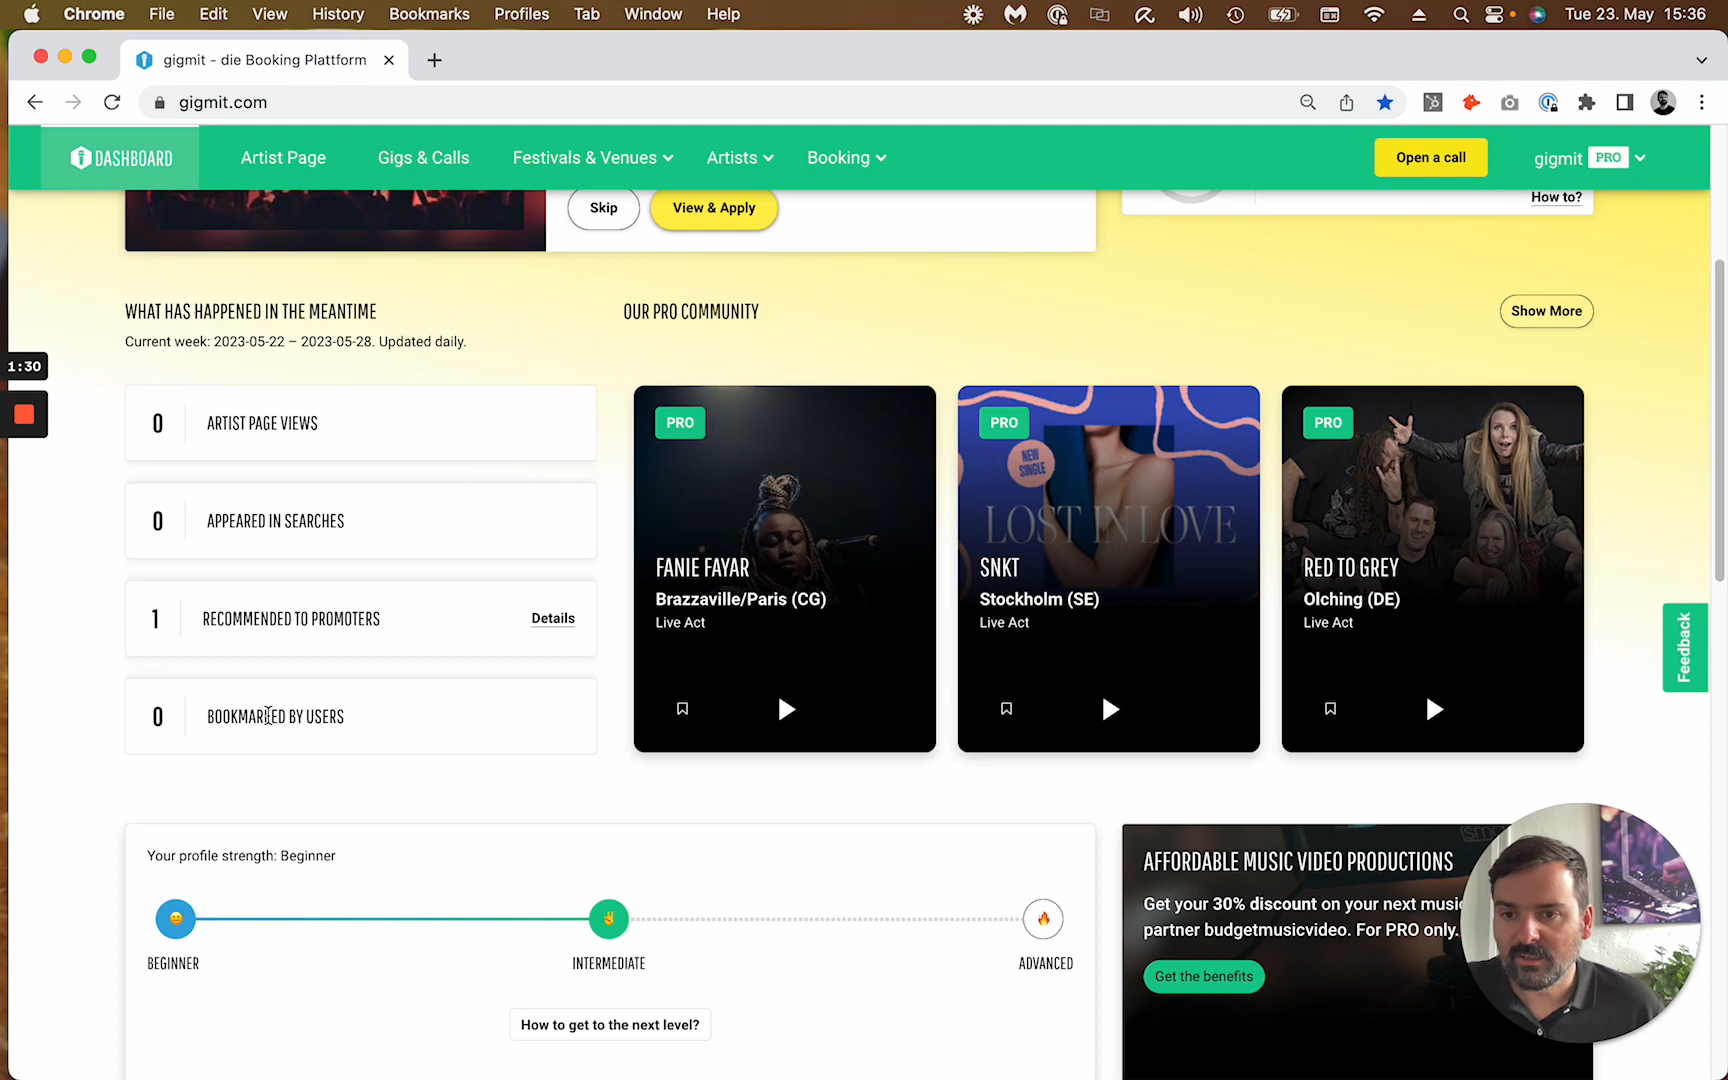 Chrome File Edit View History Bookmarks Profiles Tab Window Help Tue 23. May 15:36
gigmit - die Booking Plattform
gigmit.com
DASHBOARD Artist Page Gigs & Calls Festivals & Venues Artists Booking Open a call gigmit PRO
Skip View & Apply How to?
WHAT HAS HAPPENED IN THE MEANTIME
Current week: 2023-05-22 – 2023-05-28. Updated daily.
OUR PRO COMMUNITY
Show More
1:30
0 ARTIST PAGE VIEWS
0 APPEARED IN SEARCHES
1 RECOMMENDED TO PROMOTERS Details
0 BOOKMARKED BY USERS
PRO
FANIE FAYAR
Brazzaville/Paris (CG)
Live Act
PRO
NEW
SINGLE
LOST IN LOVE
SNKT
Stockholm (SE)
Live Act
PRO
RED TO GREY
Olching (DE)
Live Act
Feedback
Your profile strength: Beginner
BEGINNER INTERMEDIATE ADVANCED
How to get to the next level?
AFFORDABLE MUSIC VIDEO PRODUCTIONS
Get your 30% discount on your next
partner budgetmusicvideo. For PRO only.
Get the benefits